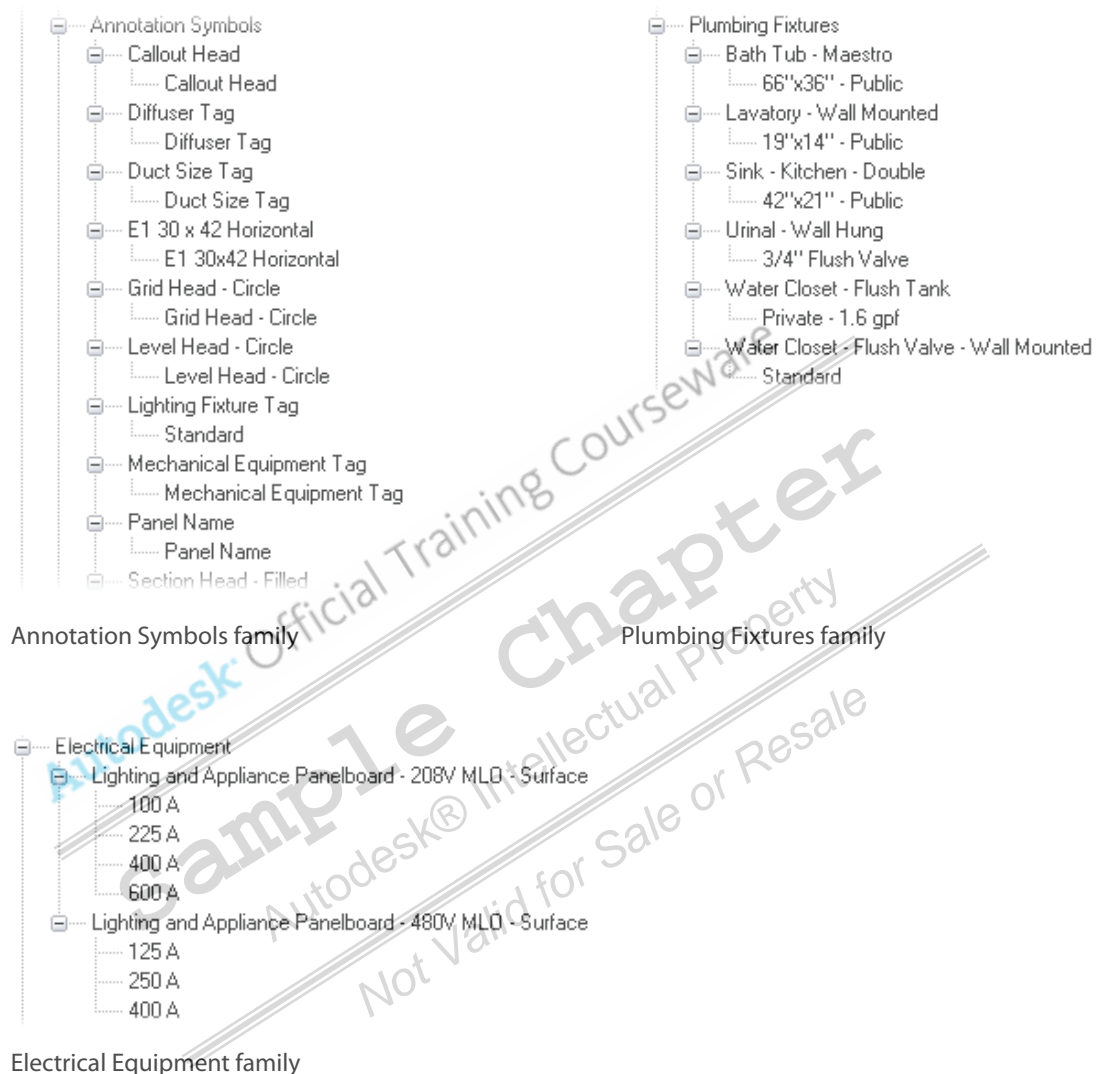 Annotation Symbols
Callout Head
Callout Head
Diffuser Tag
Diffuser Tag
Duct Size Tag
Duct Size Tag
E1 30 x 42 Horizontal
E1 30x42 Horizontal
Grid Head - Circle
Grid Head - Circle
Level Head - Circle
Level Head - Circle
Lighting Fixture Tag
Standard
Mechanical Equipment Tag
Mechanical Equipment Tag
Panel Name
Panel Name
Section Head - Filled
Annotation Symbols family
Plumbing Fixtures
Bath Tub - Maestro
66"x36" - Public
Lavatory - Wall Mounted
19"x14" - Public
Sink - Kitchen - Double
42"x21" - Public
Urinal - Wall Hung
3/4" Flush Valve
Water Closet - Flush Tank
Private - 1.6 gpf
Water Closet - Flush Valve - Wall Mounted
Standard
Plumbing Fixtures family
Electrical Equipment
Lighting and Appliance Panelboard - 208V MLO - Surface
100 A
225 A
400 A
600 A
Lighting and Appliance Panelboard - 480V MLO - Surface
125 A
250 A
400 A
Electrical Equipment family
Autodesk® Official Training Courseware
Sample Chapter
Autodesk® Intellectual Property
Not Valid for Sale or Resale